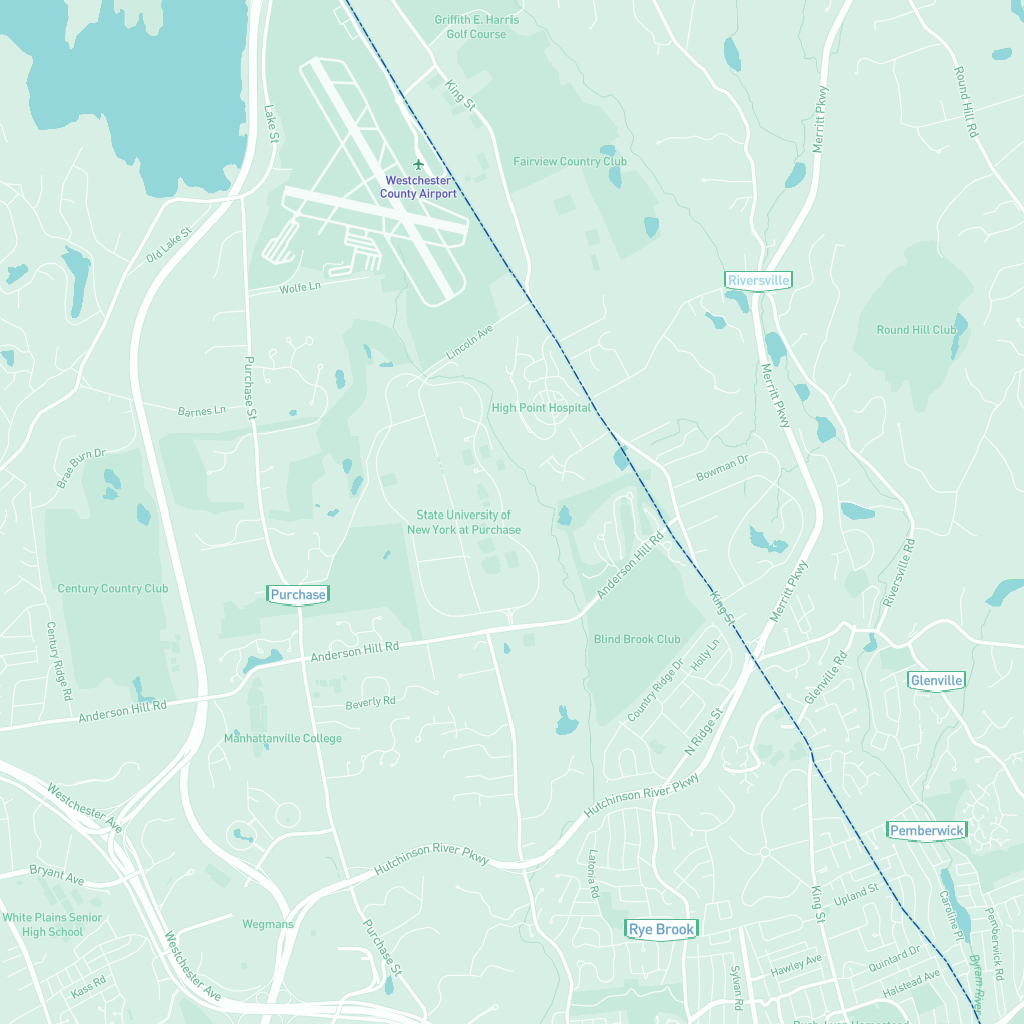 Griffith E. Harris
Golf Course
King St
Lake St
Merritt Pkwy
Round Hill Rd
Fairview Country Club
Westchester
County Airport
Old Lake St
Wolfe Ln
Riversville
Lincoln Ave
Round Hill Club
Purchase St
Merritt Pkwy
Barnes Ln
High Point Hospital
Brae Burn Dr
Bowman Dr
State University of
New York at Purchase
Anderson Hill Rd
Riversville Rd
Century Country Club
Purchase
Merritt Pkwy
King St
Blind Brook Club
Century Ridge Rd
Anderson Hill Rd
Holly Ln
Glenville Rd
Glenville
Country Ridge Dr
Beverly Rd
Anderson Hill Rd
N Ridge St
Manhattanville College
Westchester Ave
Hutchinson River Pkwy
Pemberwick
Hutchinson River Pkwy
Bryant Ave
Latonia Rd
King St
Upland St
Caroline Pl
White Plains Senior
High School
Wegmans
Rye Brook
Pemberwick Rd
Purchase St
Westchester Ave
Hawley Ave
Quintard Dr
Kass Rd
Sylvan Rd
Halstead Ave
Byram River